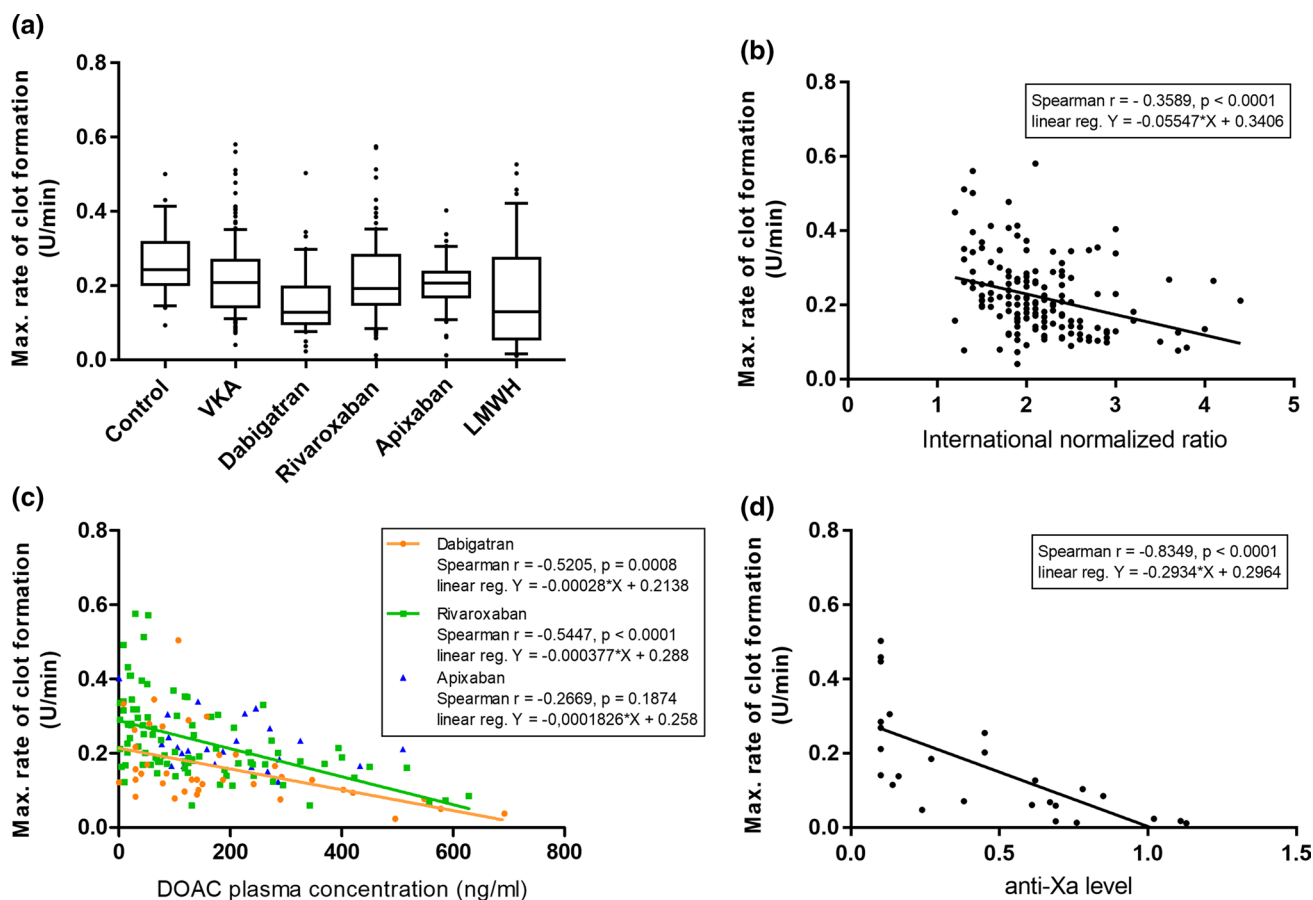 (a)
Max. rate of clot formation
(U/min)
0.8
0.6
0.4
0.2
0.0
Control
VKA
Dabigatran
Rivaroxaban
Apixaban
LMWH
(b)
Max. rate of clot formation
(U/min)
0.8
0.6
0.4
0.2
0.0
Spearman r = - 0.3589, p < 0.0001
linear reg. Y = -0.05547*X + 0.3406
0
1
2
3
4
5
International normalized ratio
(c)
Max. rate of clot formation
(U/min)
0.8
0.6
0.4
0.2
0.0
Dabigatran
Spearman r = -0.5205, p = 0.0008
linear reg. Y = -0.00028*X + 0.2138
Rivaroxaban
Spearman r = -0.5447, p < 0.0001
linear reg. Y = -0.000377*X + 0.288
Apixaban
Spearman r = -0.2669, p = 0.1874
linear reg. Y = -0,0001826*X + 0.258
0
200
400
600
800
DOAC plasma concentration (ng/ml)
(d)
Max. rate of clot formation
(U/min)
0.8
0.6
0.4
0.2
0.0
Spearman r = -0.8349, p < 0.0001
linear reg. Y = -0.2934*X + 0.2964
0.0
0.5
1.0
1.5
anti-Xa level